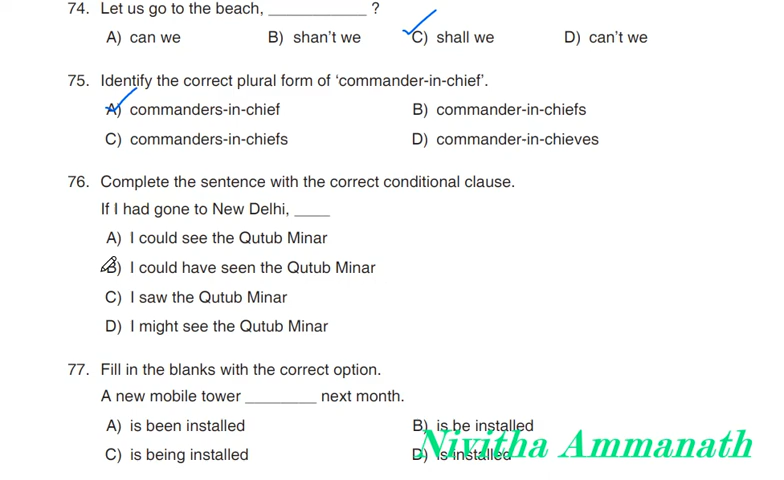 74. Let us go to the beach, ____________ ?
A) can we B) shan't we C) shall we D) can't we
75. Identify the correct plural form of 'commander-in-chief'.
A) commanders-in-chief B) commander-in-chiefs
C) commanders-in-chiefs D) commander-in-chieves
76. Complete the sentence with the correct conditional clause.
If I had gone to New Delhi, ____
A) I could see the Qutub Minar
B) I could have seen the Qutub Minar
C) I saw the Qutub Minar
D) I might see the Qutub Minar
77. Fill in the blanks with the correct option.
A new mobile tower ________ next month.
A) is been installed B) is be installed
C) is being installed D) is installed
Nivitha Ammanath